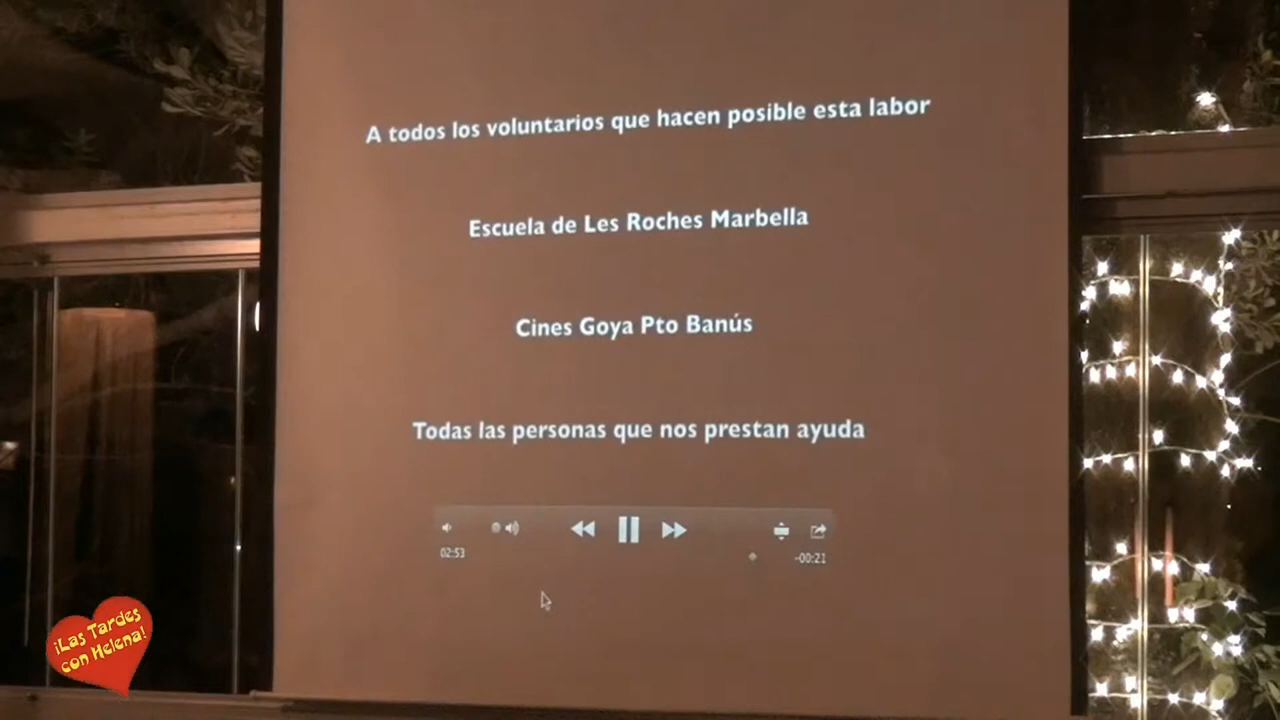 A todos los voluntarios que hacen posible esta labor
Escuela de Les Roches Marbella
Cines Goya Pto Banús
Todas las personas que nos prestan ayuda
02:53
-00:21
¡Las Tardes
con Helena!